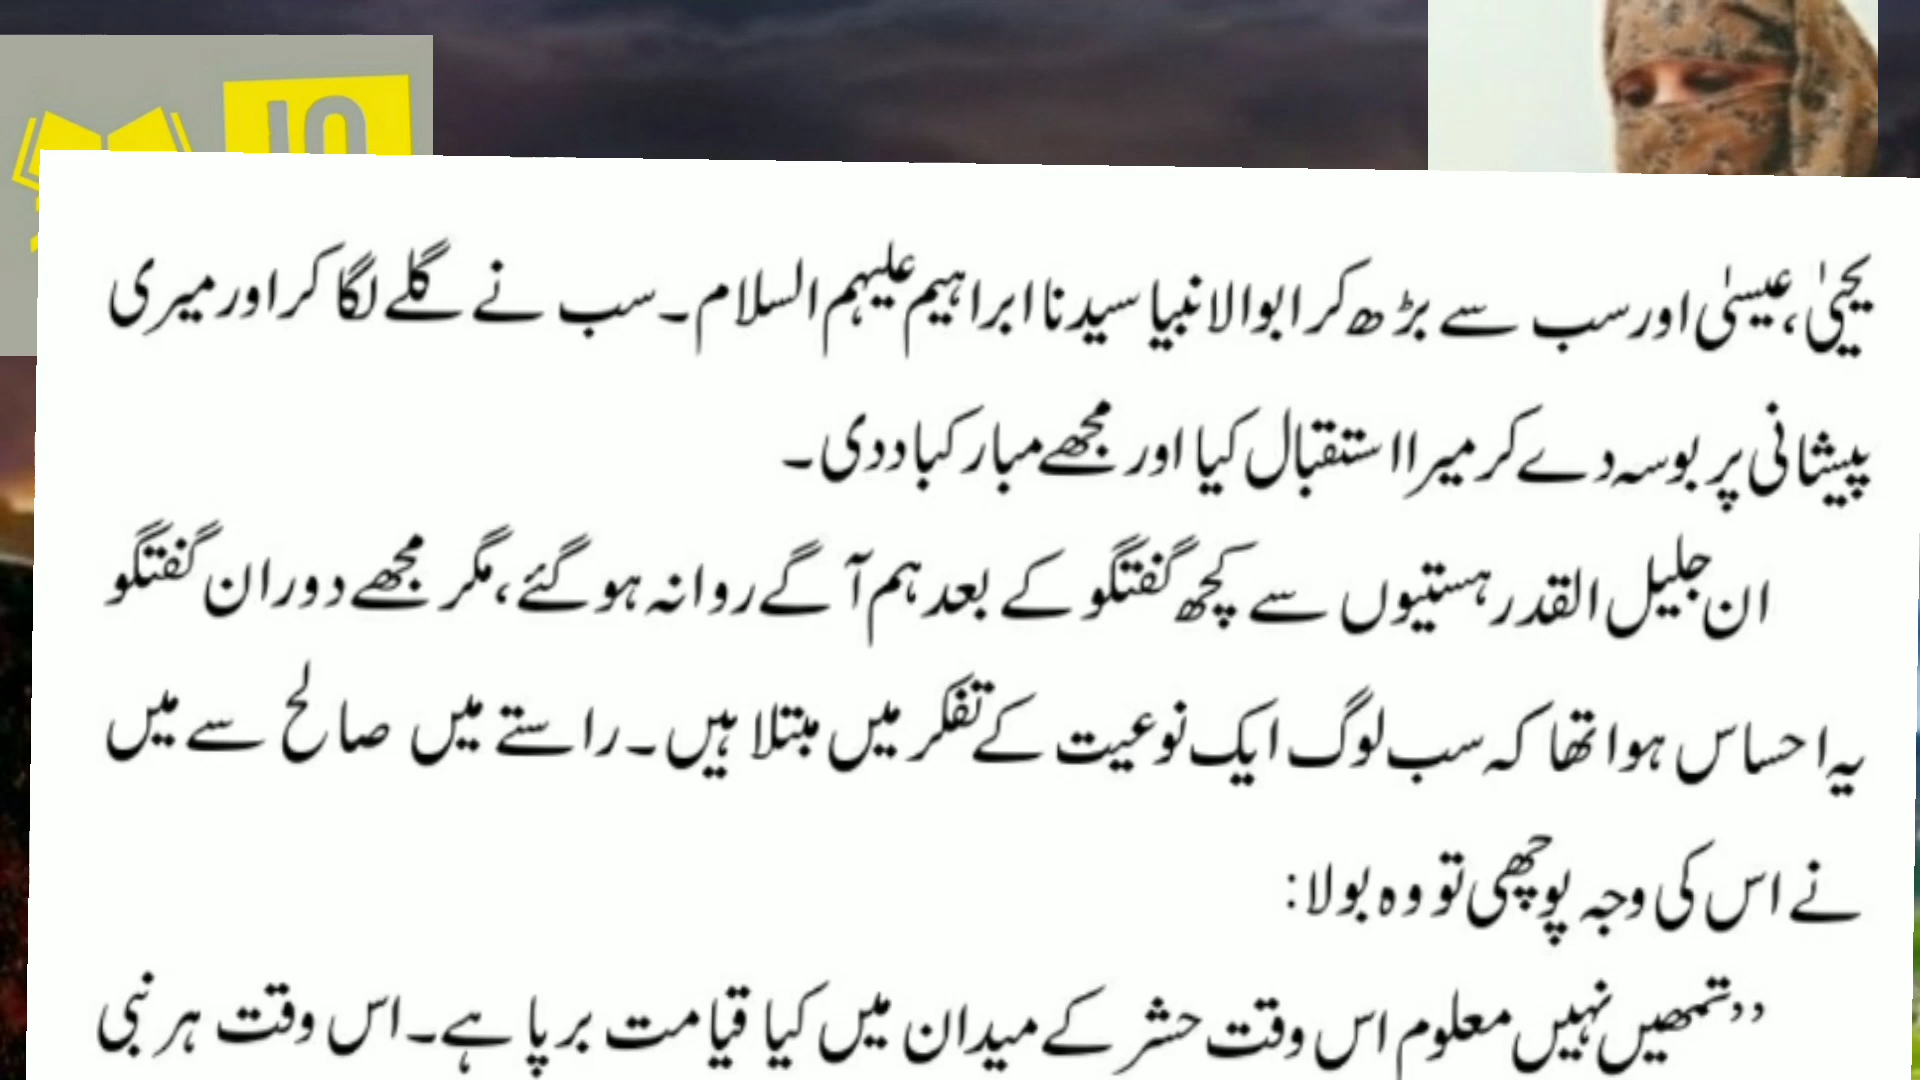 یحییٰ، عیسیٰ اور سب سے بڑھ کر ابوالانبیا سیدنا ابراہیم علیہم السلام۔ سب نے گلے لگا کر اور میری
پیشانی پر بوسہ دے کر میرا استقبال کیا اور مجھے مبارکباد دی۔
ان جلیل القدر ہستیوں سے کچھ گفتگو کے بعد ہم آگے روانہ ہوگئے، مگر مجھے دوران گفتگو
یہ احساس ہوا تھا کہ سب لوگ ایک نوعیت کے تفکر میں مبتلا ہیں۔ راستے میں صالح سے میں
نے اس کی وجہ پوچھی تو وہ بولا:
’’تمھیں نہیں معلوم اس وقت حشر کے میدان میں کیا قیامت برپا ہے۔ اس وقت ہر نبی